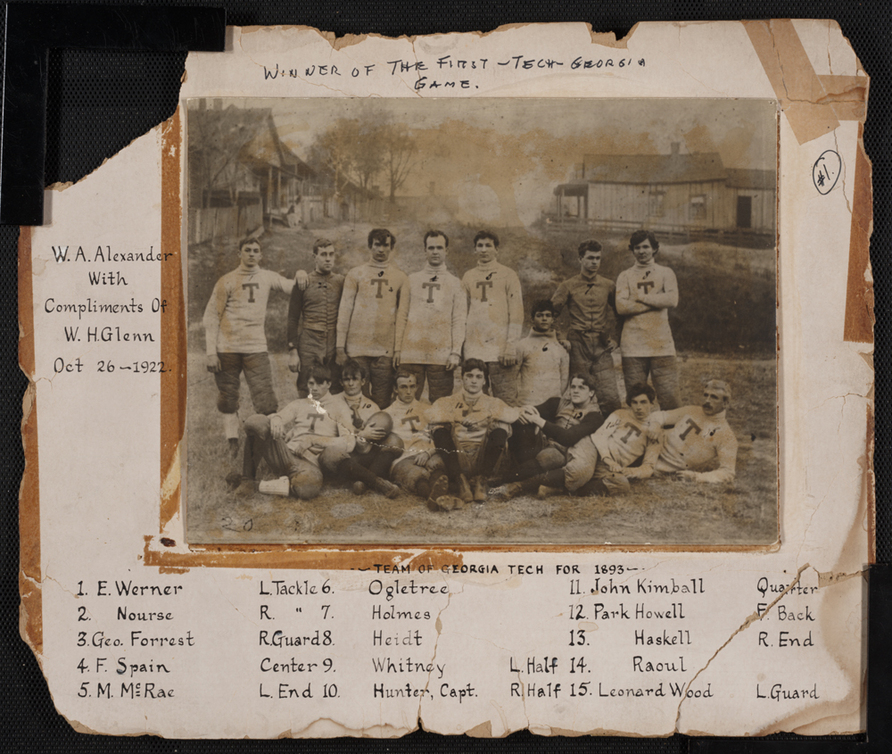 WINNER OF THE FIRST-TECH-GEORGIA
GAME.
#1.
W. A. Alexander
With
Compliments Of
W. H. Glenn
Oct 26-1922.
T T T T T
T T T T
20
-TEAM OF GEORGIA TECH FOR 1893-
1. E. Werner L. Tackle 6. Ogletree 11. John Kimball Quarter
2. Nourse R. " 7. Holmes 12. Park Howell F. Back
3. Geo. Forrest R. Guard 8. Heidt 13. Haskell R. End
4. F. Spain Center 9. Whitney L. Half 14. Raoul
5. M. McRae L. End 10. Hunter, Capt. R. Half 15. Leonard Wood L. Guard